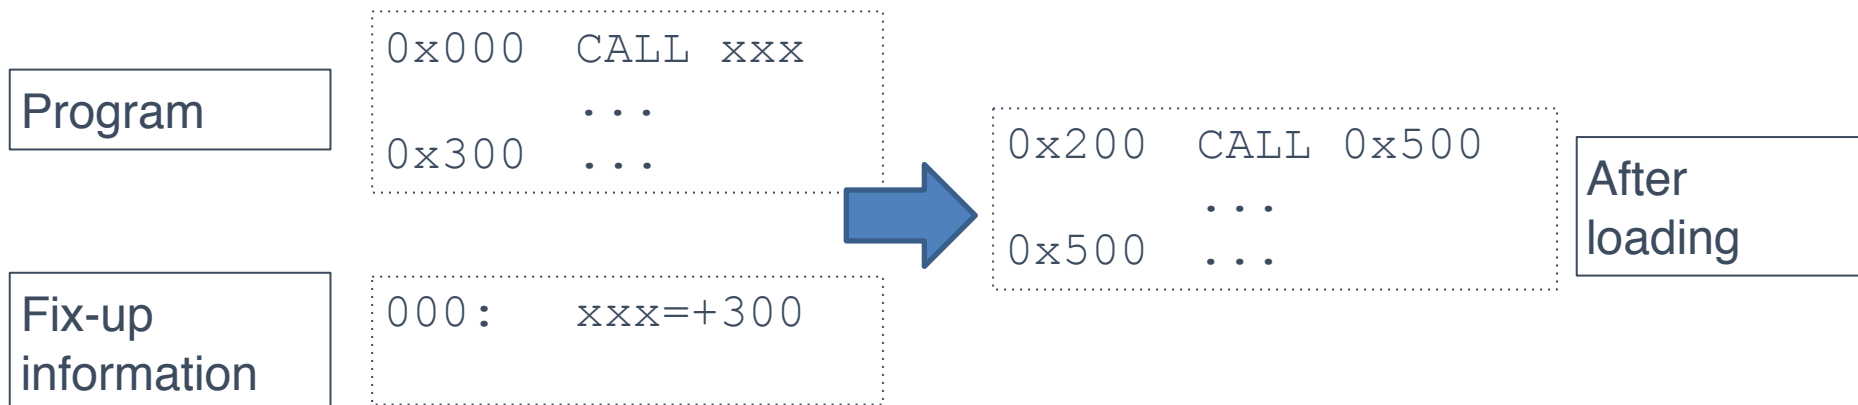 Program
0x000 CALL xxx
...
0x300 ...
Fix-up
information
000: xxx=+300
0x200 CALL 0x500
...
0x500 ...
After
loading